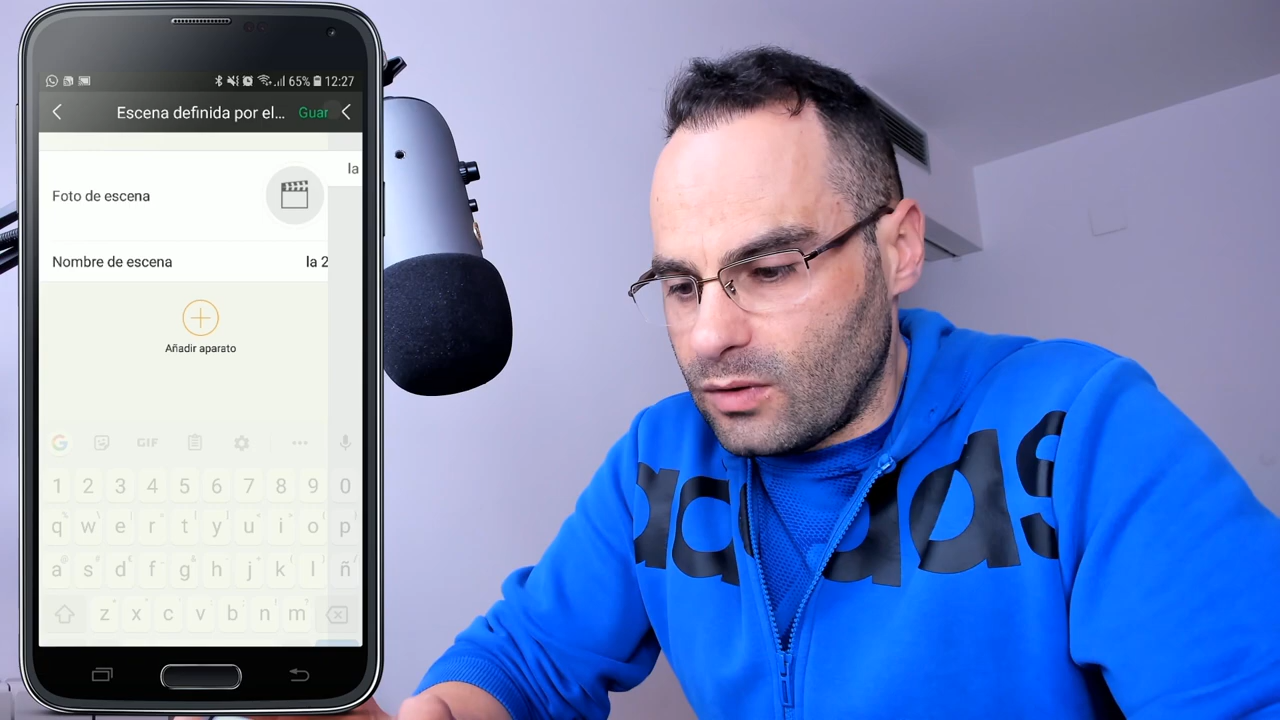 65% 12:27
Escena definida por el... Guar
la
Foto de escena
Nombre de escena la 2
Añadir aparato
G GIF
1 2 3 4 5 6 7 8 9 0
q w e r t y u i o p
a s d f g h j k l ñ
z x c v b n m
adidas